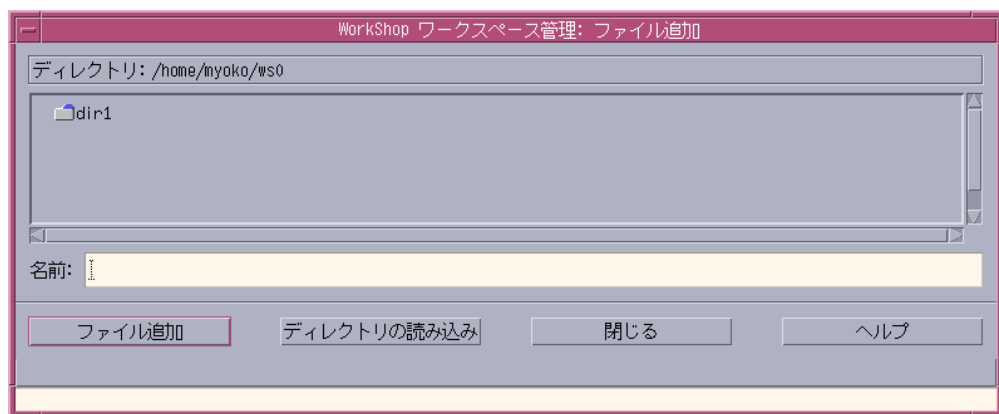 WorkShop ワークスペース管理: ファイル追加
ディレクトリ: /home/myoko/ws0
dir1
名前:
ファイル追加 ディレクトリの読み込み 閉じる ヘルプ